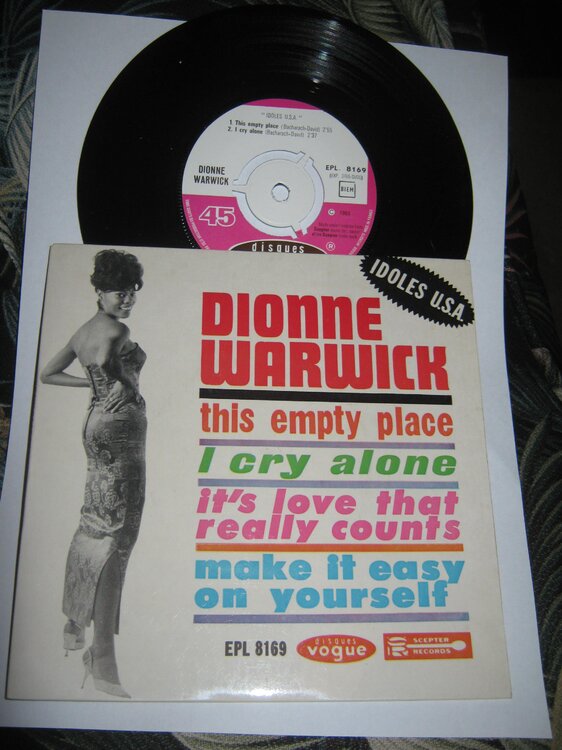 " IDOLES U.S.A "
1. This empty place (Bacharach-David) 2'55
2. I cry alone (Bacharach-David) 2'37
DIONNE
WARWICK
EPL. 8169
BIEM
45
© 1963
disques
IDOLES U.S.A.
DIONNE
WARWICK
this empty place
I cry alone
it's love that
really counts
make it easy
on yourself
EPL 8169
disques
vogue
SCEPTER
RECORDS